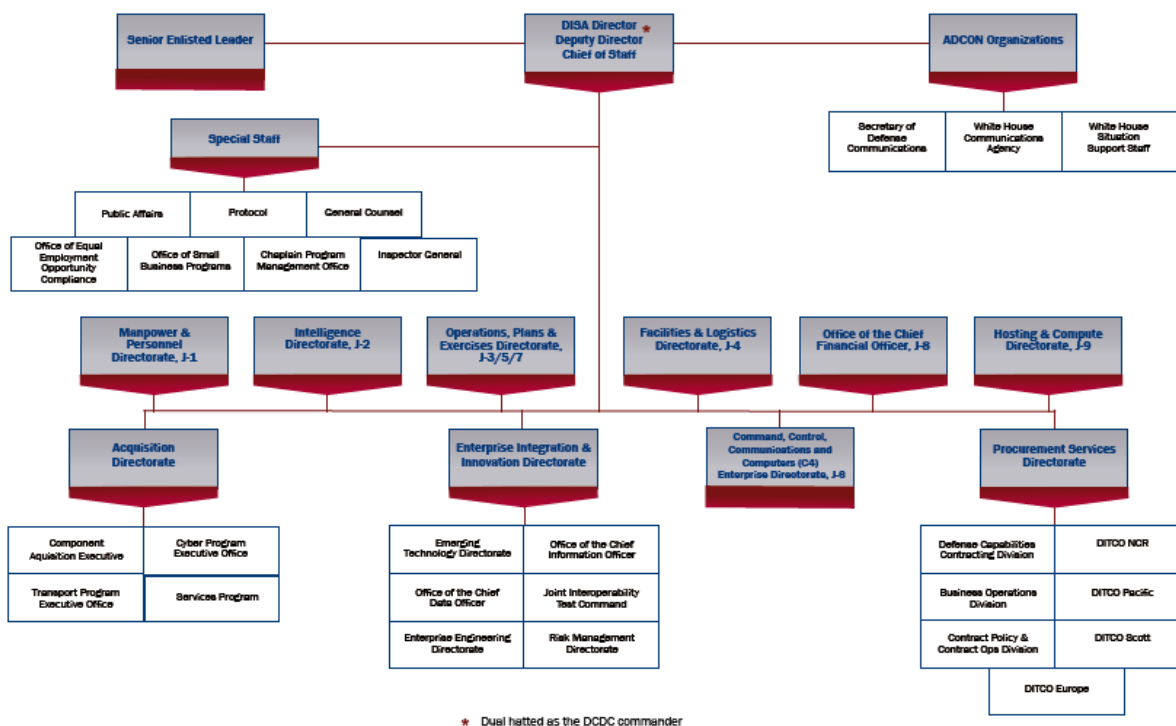 Senior Enlisted Leader
DISA Director *
Deputy Director
Chief of Staff
ADCON Organizations
Secretary of
Defense
Communications
White House
Communications
Agency
White House
Situation
Support Staff
Special Staff
Public Affairs
Protocol
General Counsel
Office of Equal
Employment
Opportunity
Compliance
Office of Small
Business Programs
Chaplain Program
Management Office
Inspector General
Manpower &
Personnel
Directorate, J-1
Intelligence
Directorate, J-2
Operations, Plans &
Exercises Directorate,
J-3/5/7
Facilities & Logistics
Directorate, J-4
Office of the Chief
Financial Officer, J-8
Hosting & Compute
Directorate, J-9
Acquisition
Directorate
Enterprise Integration &
Innovation Directorate
Command, Control,
Communications and
Computers (C4)
Enterprise Directorate, J-6
Procurement Services
Directorate
Component
Aquisition Executive
Cyber Program
Executive Office
Transport Program
Executive Office
Services Program
Emerging
Technology Directorate
Office of the Chief
Information Officer
Office of the Chief
Data Officer
Joint Interoperability
Test Command
Enterprise Engineering
Directorate
Risk Management
Directorate
Defense Capabilities
Contracting Division
DITCO NCR
Business Operations
Division
DITCO Pacific
Contract Policy &
Contract Ops Division
DITCO Scott
DITCO Europe
* Dual hatted as the DCDC commander